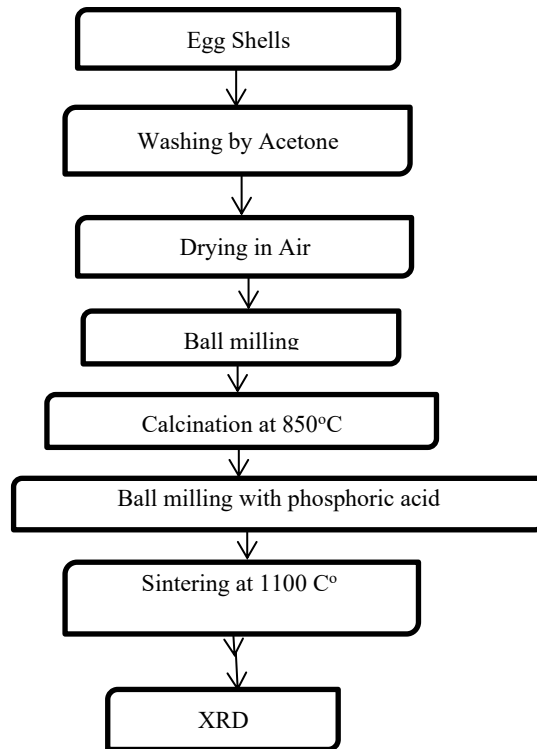 Egg Shells
Washing by Acetone
Drying in Air
Ball milling
Calcination at 850°C
Ball milling with phosphoric acid
Sintering at 1100 C°
XRD